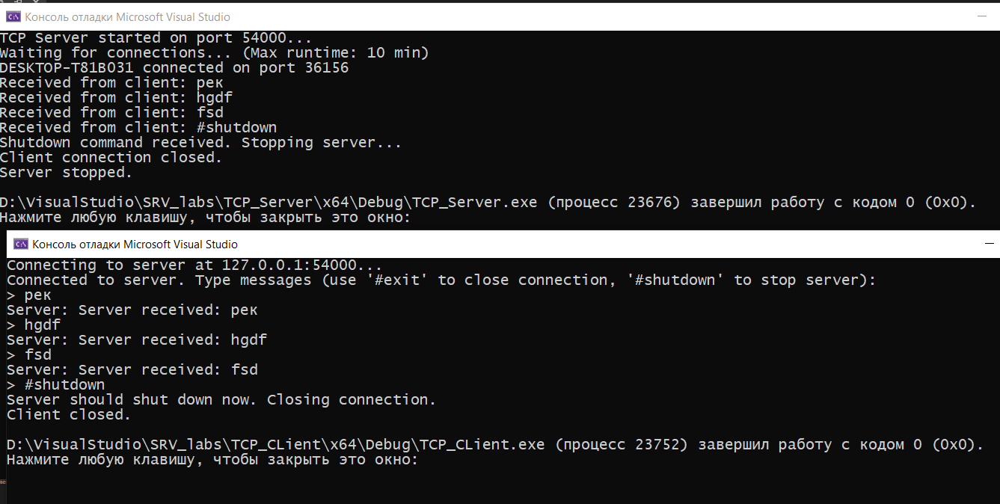 Консоль отладки Microsoft Visual Studio
TCP Server started on port 54000...
Waiting for connections... (Max runtime: 10 min)
DESKTOP-T81B031 connected on port 36156
Received from client: рек
Received from client: hgdf
Received from client: fsd
Received from client: #shutdown
Shutdown command received. Stopping server...
Client connection closed.
Server stopped.
D:\VisualStudio\SRV_labs\TCP_Server\x64\Debug\TCP_Server.exe (процесс 23676) завершил работу с кодом 0 (0x0).
Нажмите любую клавишу, чтобы закрыть это окно:
Консоль отладки Microsoft Visual Studio
Connecting to server at 127.0.0.1:54000...
Connected to server. Type messages (use '#exit' to close connection, '#shutdown' to stop server):
> рек
Server: Server received: рек
> hgdf
Server: Server received: hgdf
> fsd
Server: Server received: fsd
> #shutdown
Server should shut down now. Closing connection.
Client closed.
D:\VisualStudio\SRV_labs\TCP_CLient\x64\Debug\TCP_CLient.exe (процесс 23752) завершил работу с кодом 0 (0x0).
Нажмите любую клавишу, чтобы закрыть это окно: